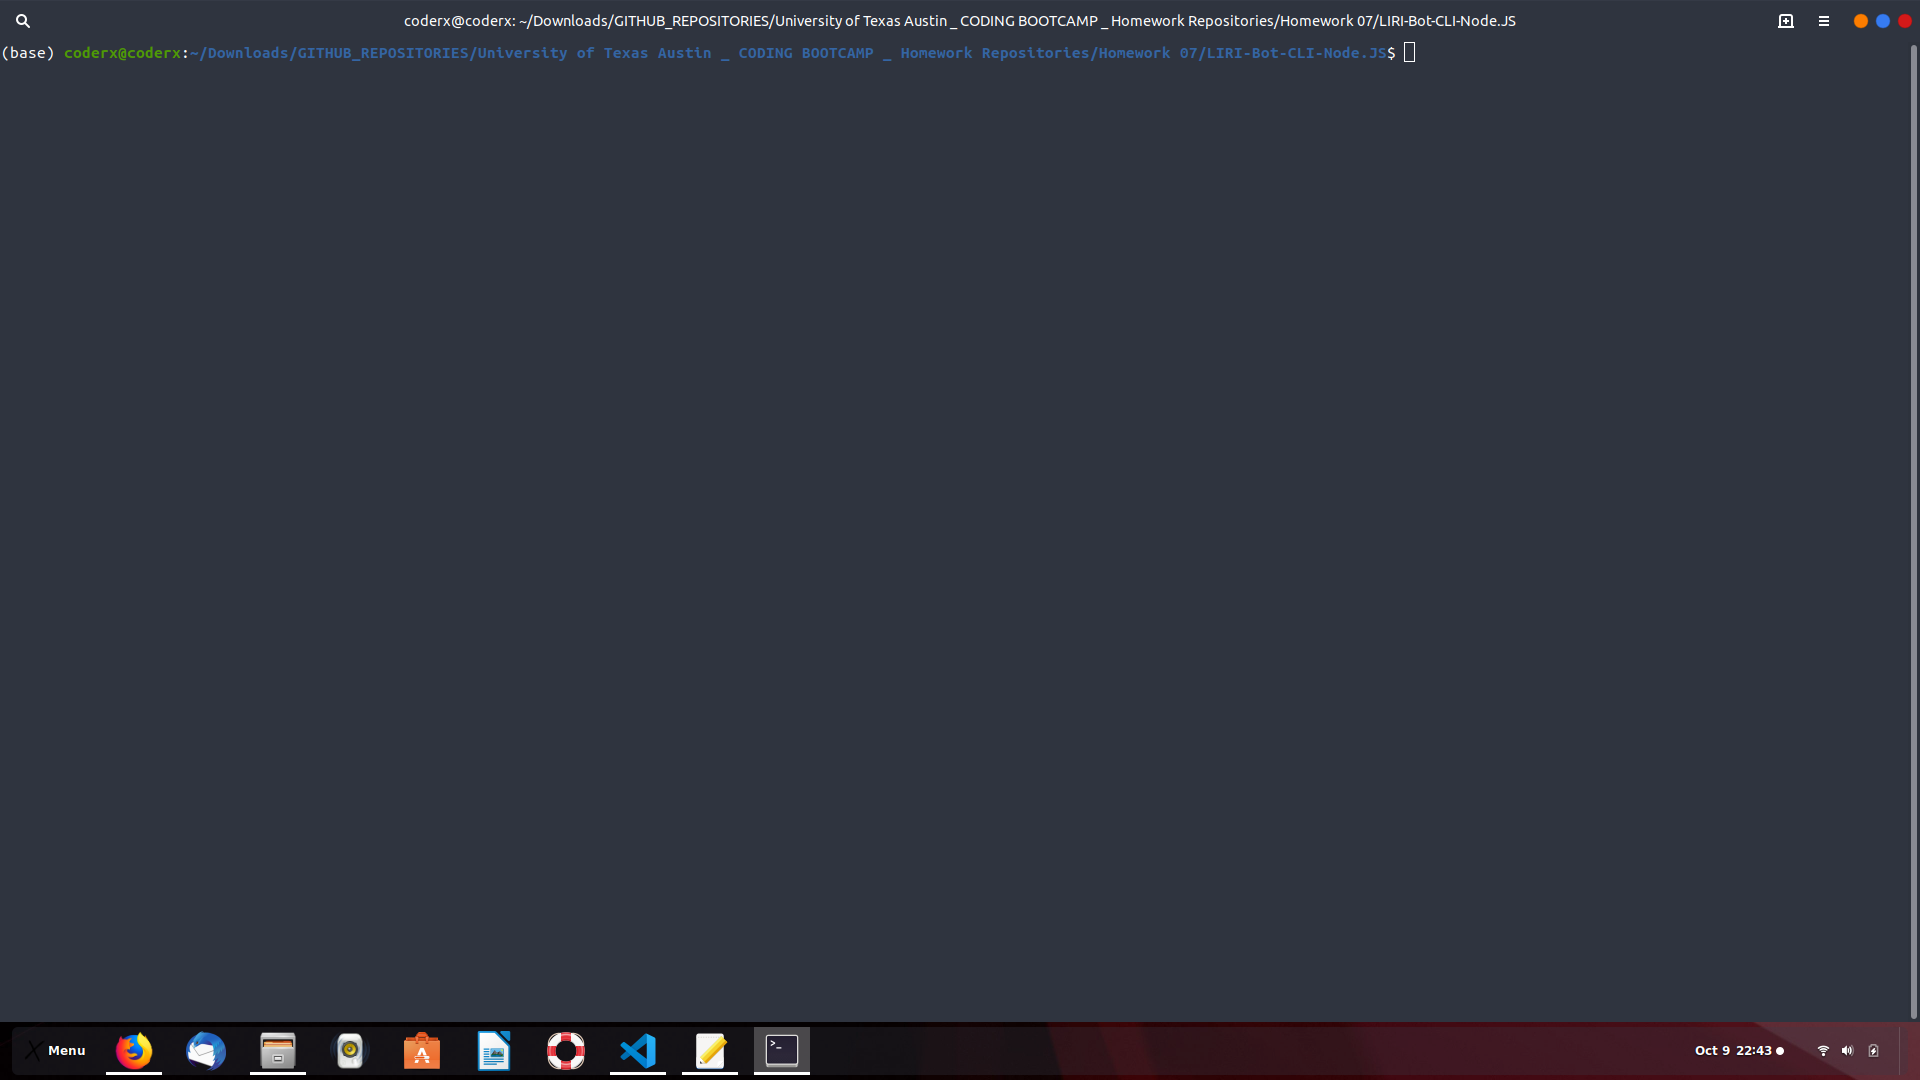 coderx@coderx: ~/Downloads/GITHUB_REPOSITORIES/University of Texas Austin _ CODING BOOTCAMP _ Homework Repositories/Homework 07/LIRI-Bot-CLI-Node.JS
(base) coderx@coderx:~/Downloads/GITHUB_REPOSITORIES/University of Texas Austin _ CODING BOOTCAMP _ Homework Repositories/Homework 07/LIRI-Bot-CLI-Node.JS$
Menu
Oct 9 22:43